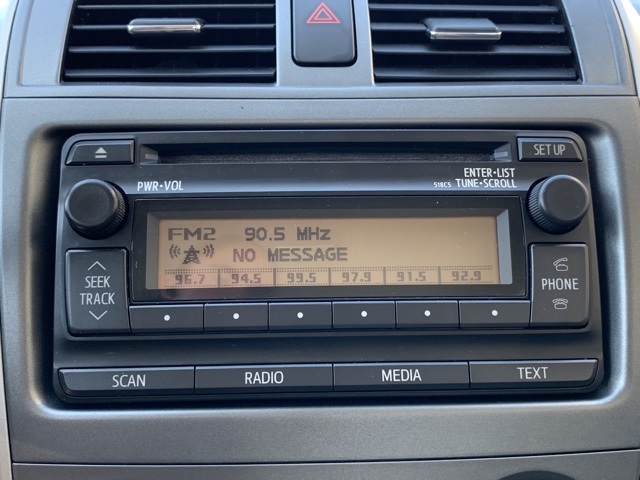 SET UP
PWR•VOL
ENTER•LIST
518C5 TUNE•SCROLL
FM2 90.5 MHz
NO MESSAGE
96.7 94.5 99.5 97.9 91.5 92.9
SEEK
TRACK
PHONE
SCAN RADIO MEDIA TEXT